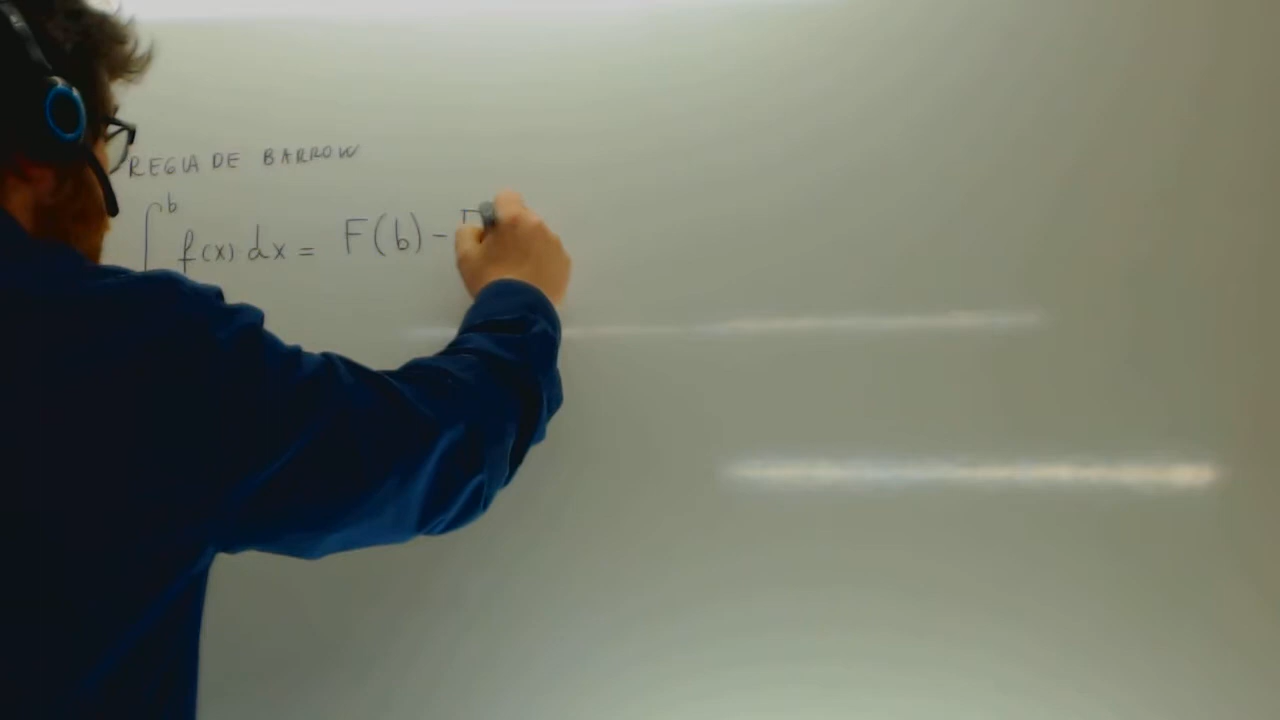 REGLA DE BARROW
∫ b f(x) dx = F(b) -